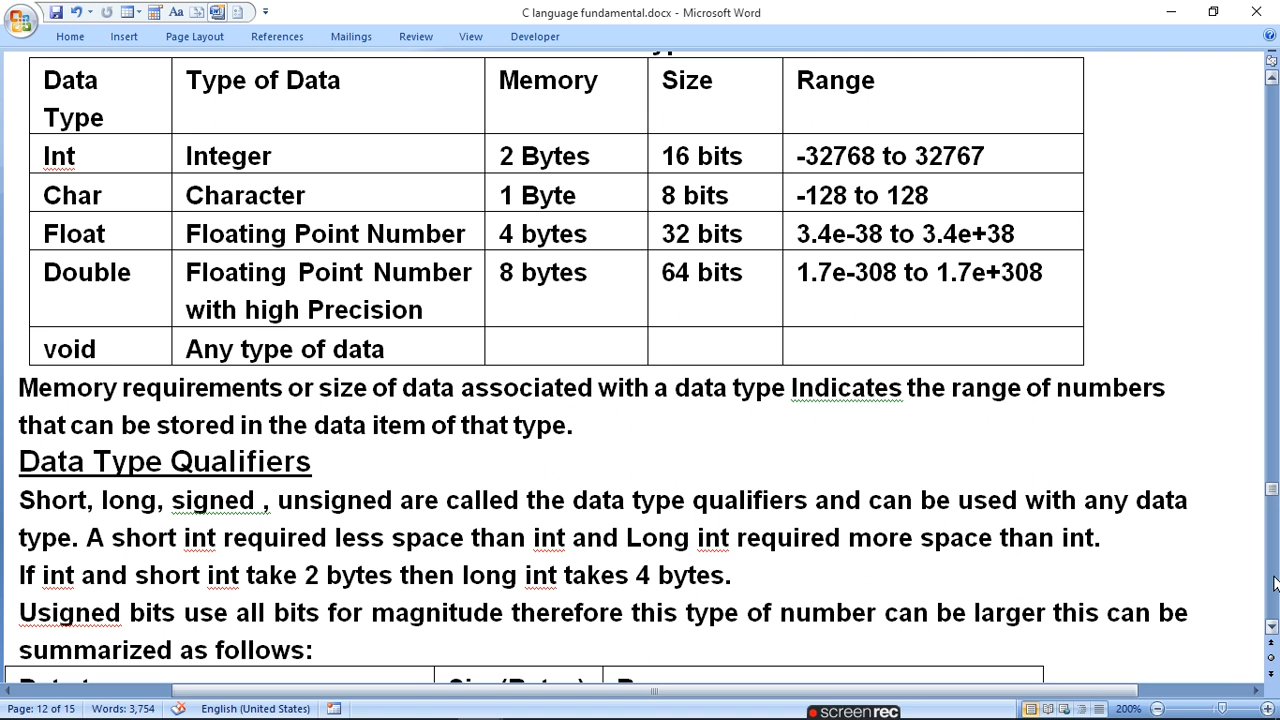 C language fundamental.docx - Microsoft Word
Home Insert Page Layout References Mailings Review View Developer
Data Type Type of Data Memory Size Range
Int Integer 2 Bytes 16 bits -32768 to 32767
Char Character 1 Byte 8 bits -128 to 128
Float Floating Point Number 4 bytes 32 bits 3.4e-38 to 3.4e+38
Double Floating Point Number with high Precision 8 bytes 64 bits 1.7e-308 to 1.7e+308
void Any type of data
Memory requirements or size of data associated with a data type Indicates the range of numbers
that can be stored in the data item of that type.
Data Type Qualifiers
Short, long, signed , unsigned are called the data type qualifiers and can be used with any data
type. A short int required less space than int and Long int required more space than int.
If int and short int take 2 bytes then long int takes 4 bytes.
Usigned bits use all bits for magnitude therefore this type of number can be larger this can be
summarized as follows:
Page: 12 of 15 Words: 3,754 English (United States) 200%
screenrec